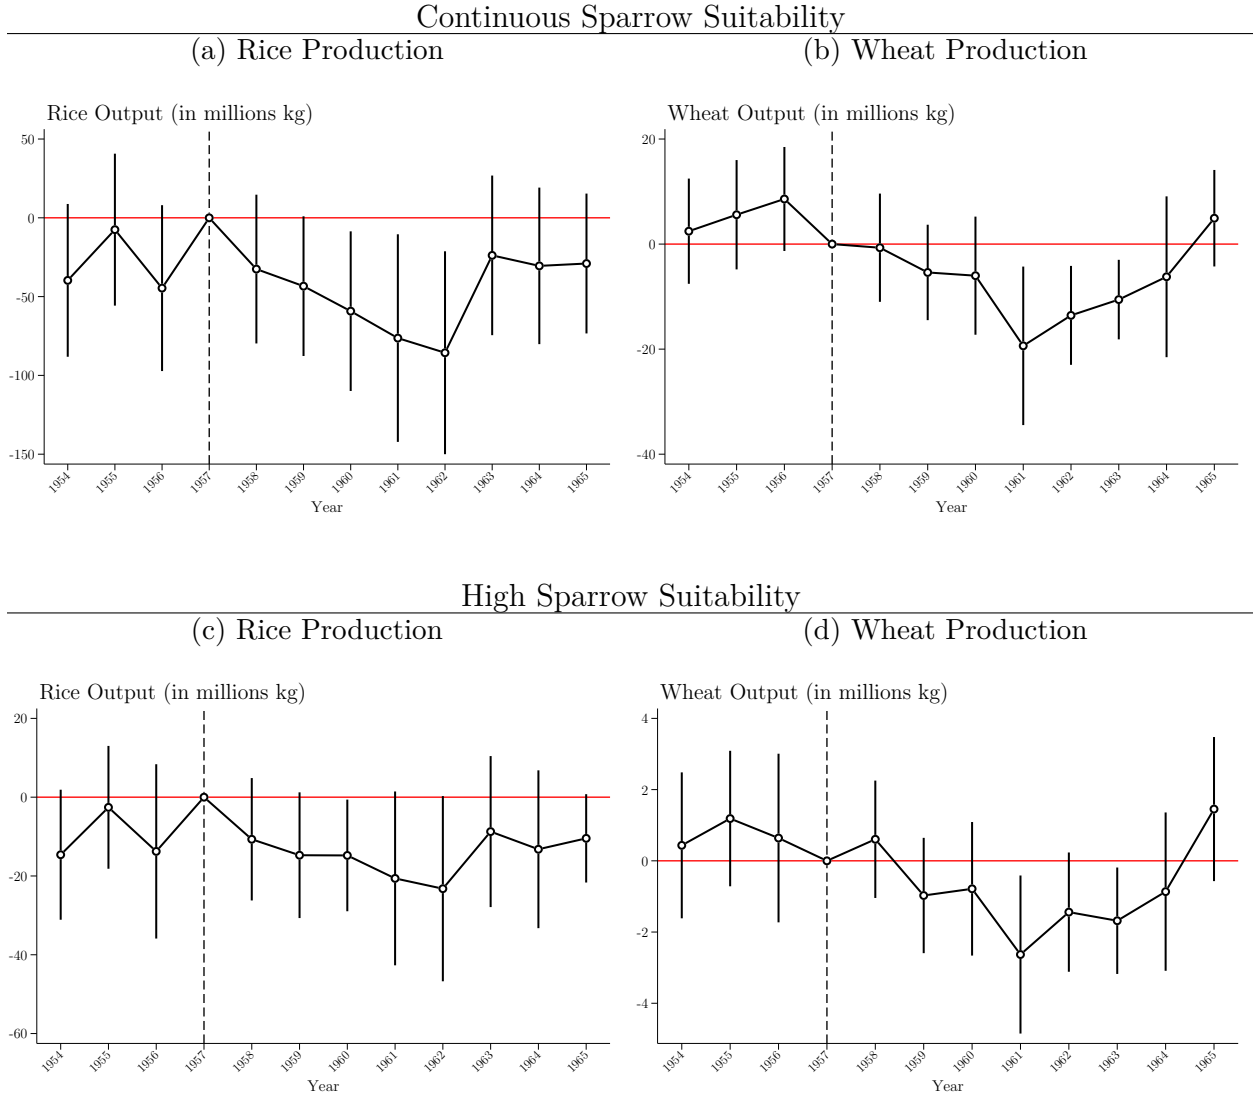 Continuous Sparrow Suitability
(a) Rice Production
(b) Wheat Production
Rice Output (in millions kg)
50
0
-50
-100
-150
1954 1955 1956 1957 1958 1959 1960 1961 1962 1963 1964 1965
Year
Wheat Output (in millions kg)
20
0
-20
-40
1954 1955 1956 1957 1958 1959 1960 1961 1962 1963 1964 1965
Year
High Sparrow Suitability
(c) Rice Production
(d) Wheat Production
Rice Output (in millions kg)
20
0
-20
-40
-60
1954 1955 1956 1957 1958 1959 1960 1961 1962 1963 1964 1965
Year
Wheat Output (in millions kg)
4
2
0
-2
-4
1954 1955 1956 1957 1958 1959 1960 1961 1962 1963 1964 1965
Year